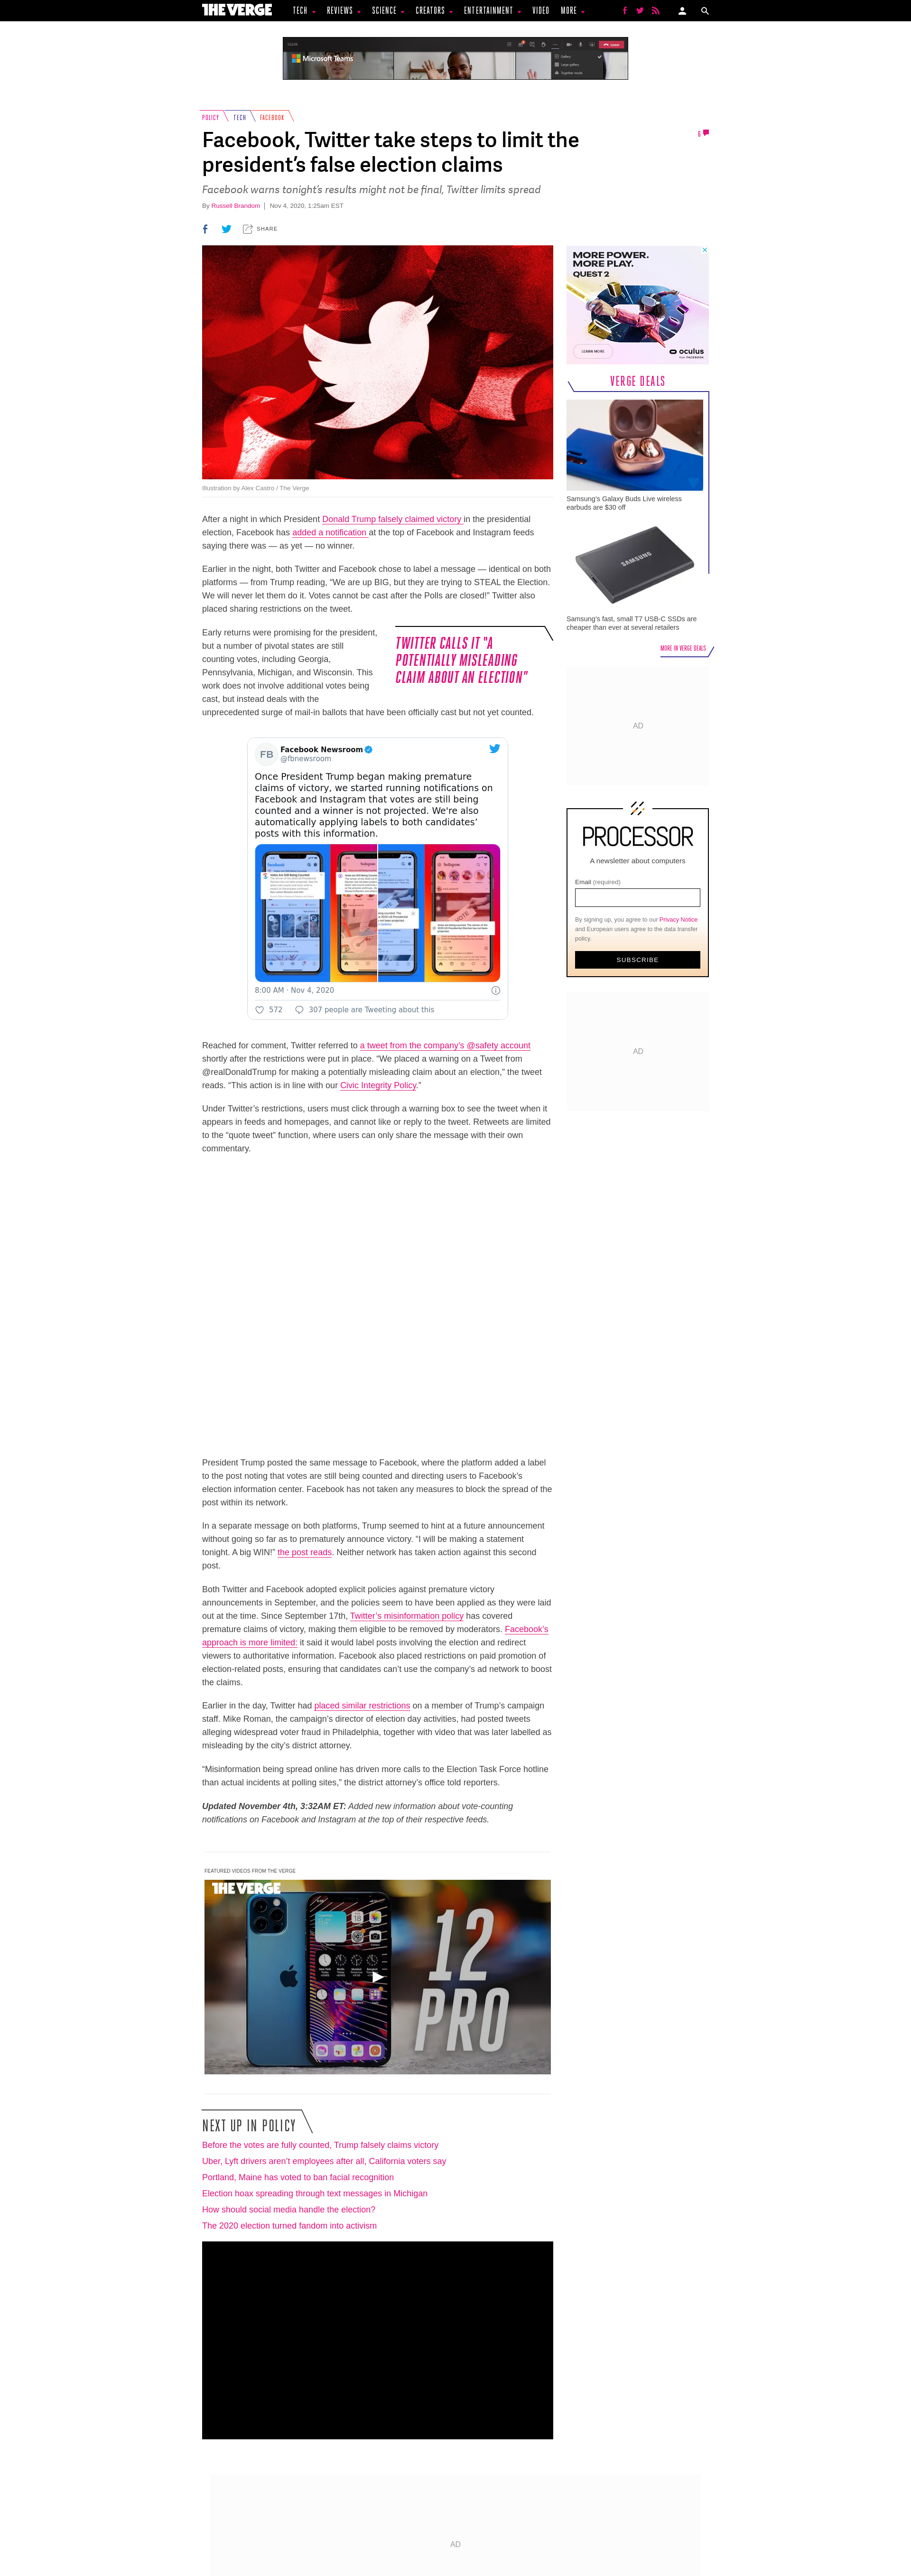 THE VERGE
TECH
REVIEWS
SCIENCE
CREATORS
ENTERTAINMENT
VIDEO
MORE
Microsoft Teams
Leave
Gallery
Large gallery
Together mode
POLICY
TECH
FACEBOOK
Facebook, Twitter take steps to limit the
president’s false election claims
6
Facebook warns tonight’s results might not be final, Twitter limits spread
By Russell Brandom | Nov 4, 2020, 1:25am EST
SHARE
Illustration by Alex Castro / The Verge
After a night in which President Donald Trump falsely claimed victory in the presidential
election, Facebook has added a notification at the top of Facebook and Instagram feeds
saying there was — as yet — no winner.
Earlier in the night, both Twitter and Facebook chose to label a message — identical on both
platforms — from Trump reading, “We are up BIG, but they are trying to STEAL the Election.
We will never let them do it. Votes cannot be cast after the Polls are closed!” Twitter also
placed sharing restrictions on the tweet.
Early returns were promising for the president,
but a number of pivotal states are still
counting votes, including Georgia,
Pennsylvania, Michigan, and Wisconsin. This
work does not involve additional votes being
cast, but instead deals with the
unprecedented surge of mail-in ballots that have been officially cast but not yet counted.
TWITTER CALLS IT "A
POTENTIALLY MISLEADING
CLAIM ABOUT AN ELECTION"
FB
Facebook Newsroom
@fbnewsroom
Once President Trump began making premature
claims of victory, we started running notifications on
Facebook and Instagram that votes are still being
counted and a winner is not projected. We're also
automatically applying labels to both candidates’
posts with this information.
8:00 AM · Nov 4, 2020
572
307 people are Tweeting about this
Reached for comment, Twitter referred to a tweet from the company’s @safety account
shortly after the restrictions were put in place. “We placed a warning on a Tweet from
@realDonaldTrump for making a potentially misleading claim about an election,” the tweet
reads. “This action is in line with our Civic Integrity Policy.”
Under Twitter’s restrictions, users must click through a warning box to see the tweet when it
appears in feeds and homepages, and cannot like or reply to the tweet. Retweets are limited
to the “quote tweet” function, where users can only share the message with their own
commentary.
President Trump posted the same message to Facebook, where the platform added a label
to the post noting that votes are still being counted and directing users to Facebook’s
election information center. Facebook has not taken any measures to block the spread of the
post within its network.
In a separate message on both platforms, Trump seemed to hint at a future announcement
without going so far as to prematurely announce victory. “I will be making a statement
tonight. A big WIN!” the post reads. Neither network has taken action against this second
post.
Both Twitter and Facebook adopted explicit policies against premature victory
announcements in September, and the policies seem to have been applied as they were laid
out at the time. Since September 17th, Twitter’s misinformation policy has covered
premature claims of victory, making them eligible to be removed by moderators. Facebook’s
approach is more limited: it said it would label posts involving the election and redirect
viewers to authoritative information. Facebook also placed restrictions on paid promotion of
election-related posts, ensuring that candidates can’t use the company’s ad network to boost
the claims.
Earlier in the day, Twitter had placed similar restrictions on a member of Trump’s campaign
staff. Mike Roman, the campaign’s director of election day activities, had posted tweets
alleging widespread voter fraud in Philadelphia, together with video that was later labelled as
misleading by the city’s district attorney.
“Misinformation being spread online has driven more calls to the Election Task Force hotline
than actual incidents at polling sites,” the district attorney’s office told reporters.
Updated November 4th, 3:32AM ET: Added new information about vote-counting
notifications on Facebook and Instagram at the top of their respective feeds.
FEATURED VIDEOS FROM THE VERGE
THE VERGE
12
PRO
NEXT UP IN POLICY
Before the votes are fully counted, Trump falsely claims victory
Uber, Lyft drivers aren’t employees after all, California voters say
Portland, Maine has voted to ban facial recognition
Election hoax spreading through text messages in Michigan
How should social media handle the election?
The 2020 election turned fandom into activism
MORE POWER.
MORE PLAY.
QUEST 2
LEARN MORE
oculus
from FACEBOOK
VERGE DEALS
Samsung’s Galaxy Buds Live wireless
earbuds are $30 off
SAMSUNG
Samsung’s fast, small T7 USB-C SSDs are
cheaper than ever at several retailers
MORE IN VERGE DEALS
AD
PROCESSOR
A newsletter about computers
Email (required)
By signing up, you agree to our Privacy Notice
and European users agree to the data transfer
policy.
SUBSCRIBE
AD
AD